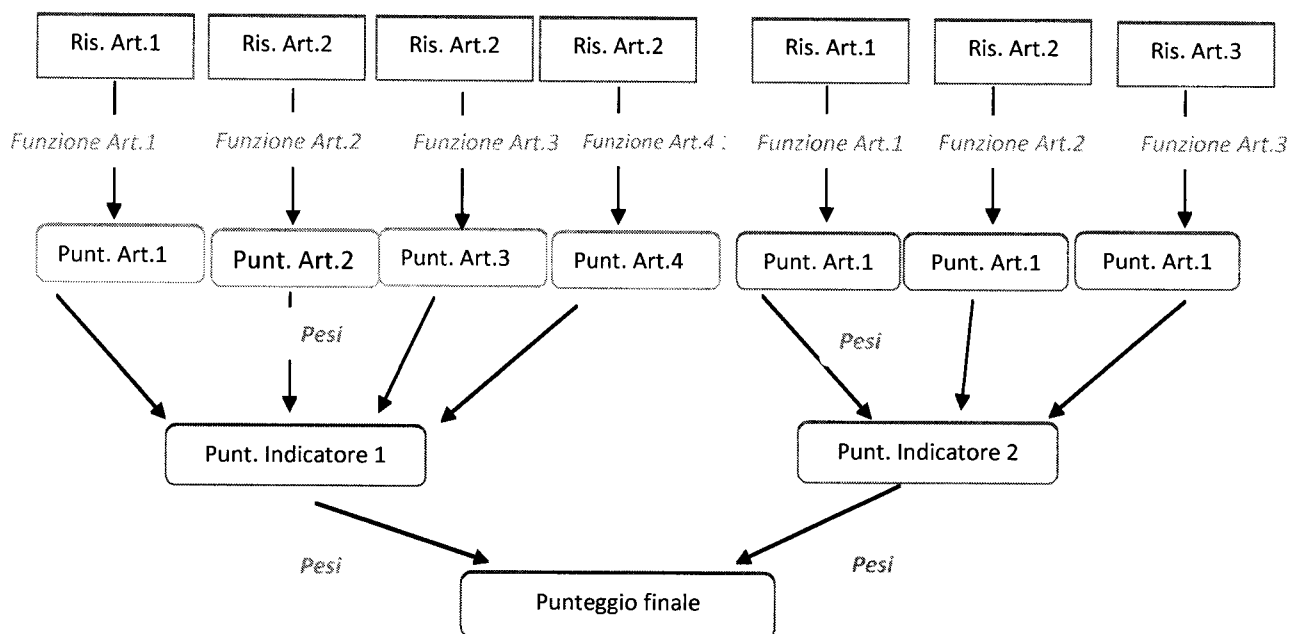 Ris. Art.1 Ris. Art.2 Ris. Art.2 Ris. Art.2 Ris. Art.1 Ris. Art.2 Ris. Art.3
Funzione Art.1 Funzione Art.2 Funzione Art.3 Funzione Art.4 : Funzione Art.1 Funzione Art.2 Funzione Art.3
Punt. Art.1 Punt. Art.2 Punt. Art.3 Punt. Art.4 Punt. Art.1 Punt. Art.1 Punt. Art.1
Pesi Pesi
Punt. Indicatore 1 Punt. Indicatore 2
Pesi Pesi
Punteggio finale